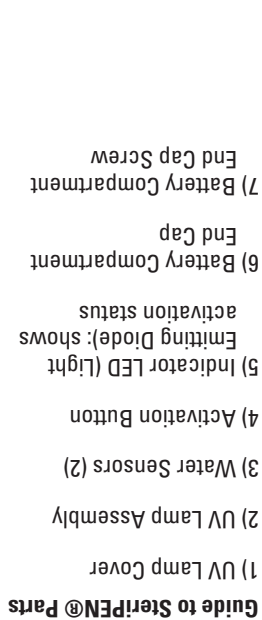 Guide to SteriPEN® Parts
1) UV Lamp Cover
2) UV Lamp Assembly
3) Water Sensors (2)
4) Activation Button
5) Indicator LED (Light
Emitting Diode): shows
activation status
6) Battery Compartment
End Cap
7) Battery Compartment
End Cap Screw